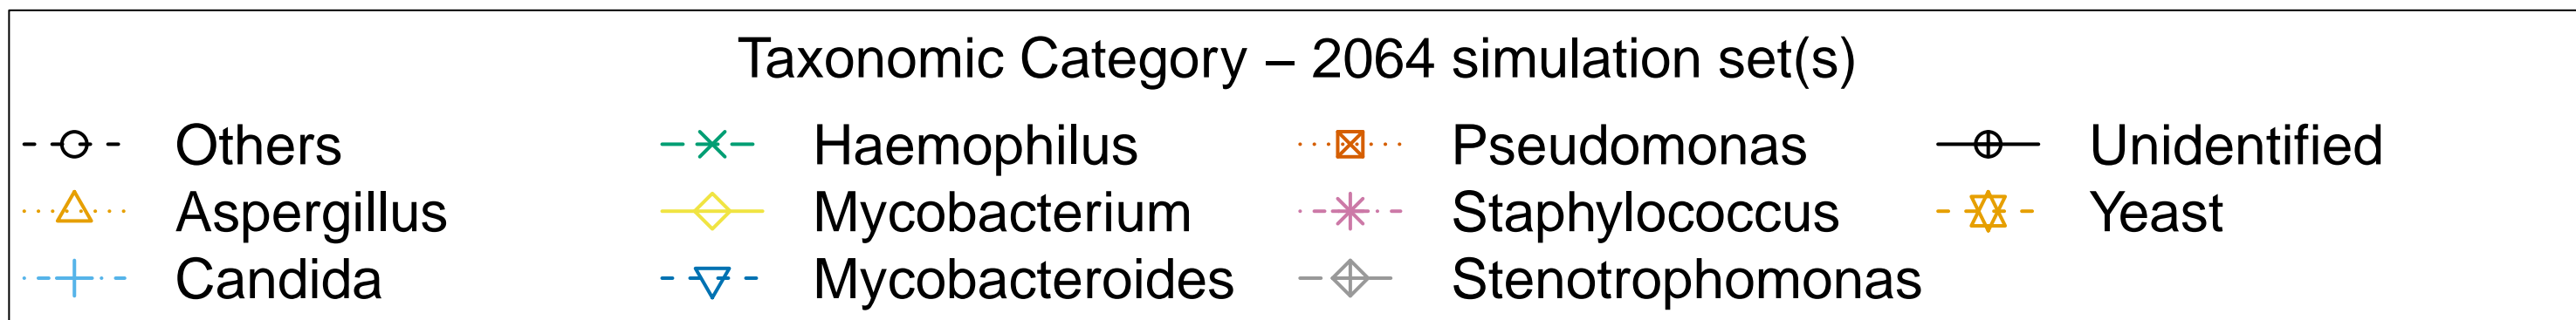 Taxonomic Category – 2064 simulation set(s)
Others Haemophilus Pseudomonas Unidentified
Aspergillus Mycobacterium Staphylococcus Yeast
Candida Mycobacteroides Stenotrophomonas